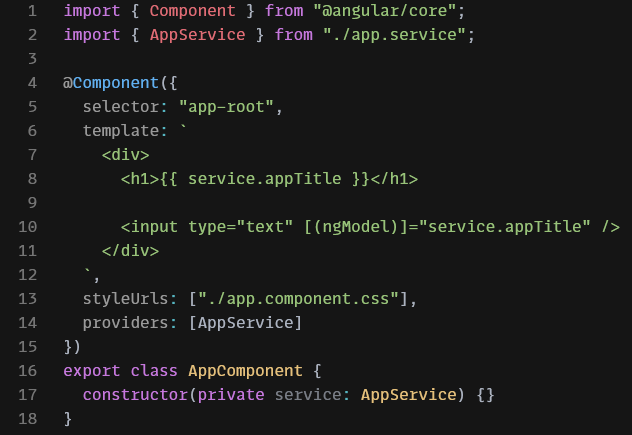 1 import { Component } from "@angular/core";
2 import { AppService } from "./app.service";
3
4 @Component({
5   selector: "app-root",
6   template: `
7     <div>
8       <h1>{{ service.appTitle }}</h1>
9
10       <input type="text" [(ngModel)]="service.appTitle" />
11     </div>
12   `,
13   styleUrls: ["./app.component.css"],
14   providers: [AppService]
15 })
16 export class AppComponent {
17   constructor(private service: AppService) {}
18 }